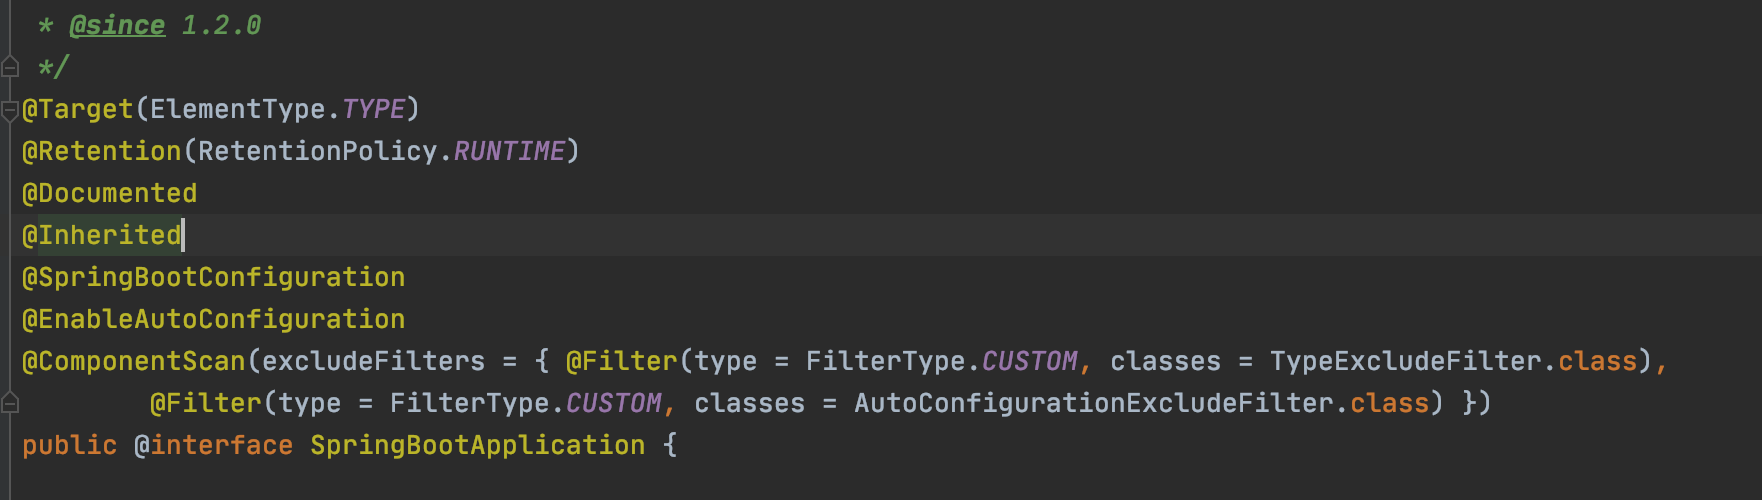 * @since 1.2.0
*/
@Target(ElementType.TYPE)
@Retention(RetentionPolicy.RUNTIME)
@Documented
@Inherited
@SpringBootConfiguration
@EnableAutoConfiguration
@ComponentScan(excludeFilters = { @Filter(type = FilterType.CUSTOM, classes = TypeExcludeFilter.class),
@Filter(type = FilterType.CUSTOM, classes = AutoConfigurationExcludeFilter.class) })
public @interface SpringBootApplication {